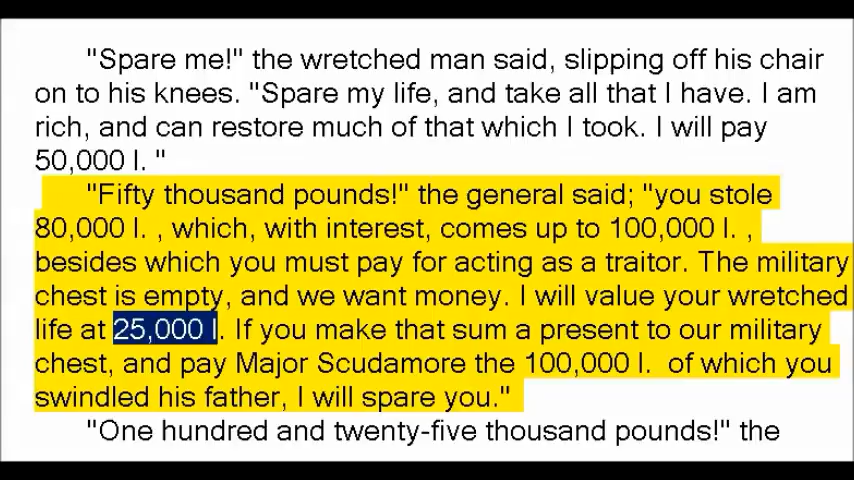 "Spare me!" the wretched man said, slipping off his chair
on to his knees. "Spare my life, and take all that I have. I am
rich, and can restore much of that which I took. I will pay
50,000 l. "
"Fifty thousand pounds!" the general said; "you stole
80,000 l. , which, with interest, comes up to 100,000 l. ,
besides which you must pay for acting as a traitor. The military
chest is empty, and we want money. I will value your wretched
life at 25,000 l. If you make that sum a present to our military
chest, and pay Major Scudamore the 100,000 l.  of which you
swindled his father, I will spare you."
"One hundred and twenty-five thousand pounds!" the